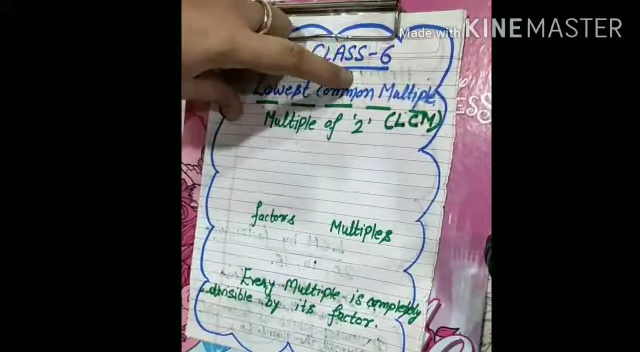 Made with KINEMASTER
CLASS-6
Lowest Common Multiple
Multiple of '2' (LCM)
factors Multiples
Every Multiple is completely
divisible by its factor.